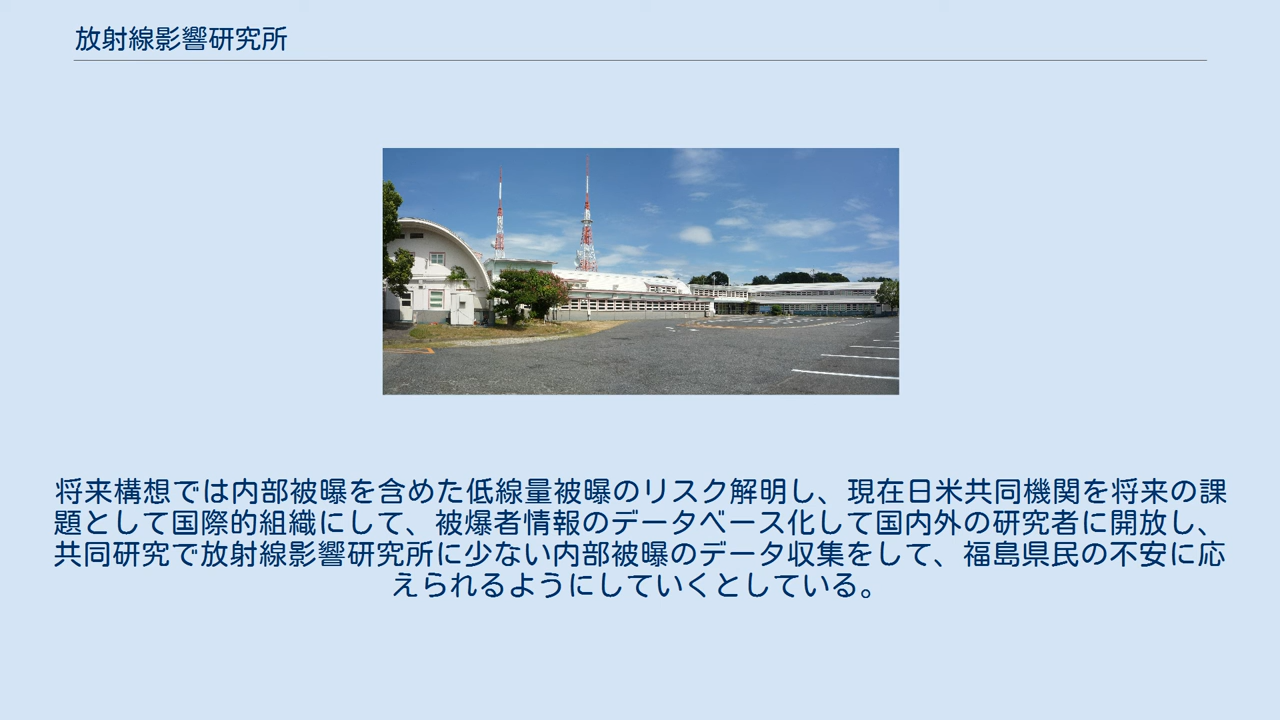 放射線影響研究所
将来構想では内部被曝を含めた低線量被曝のリスク解明し、現在日米共同機関を将来の課
題として国際的組織にして、被爆者情報のデータベース化して国内外の研究者に開放し、
共同研究で放射線影響研究所に少ない内部被曝のデータ収集をして、福島県民の不安に応
えられるようにしていくとしている。